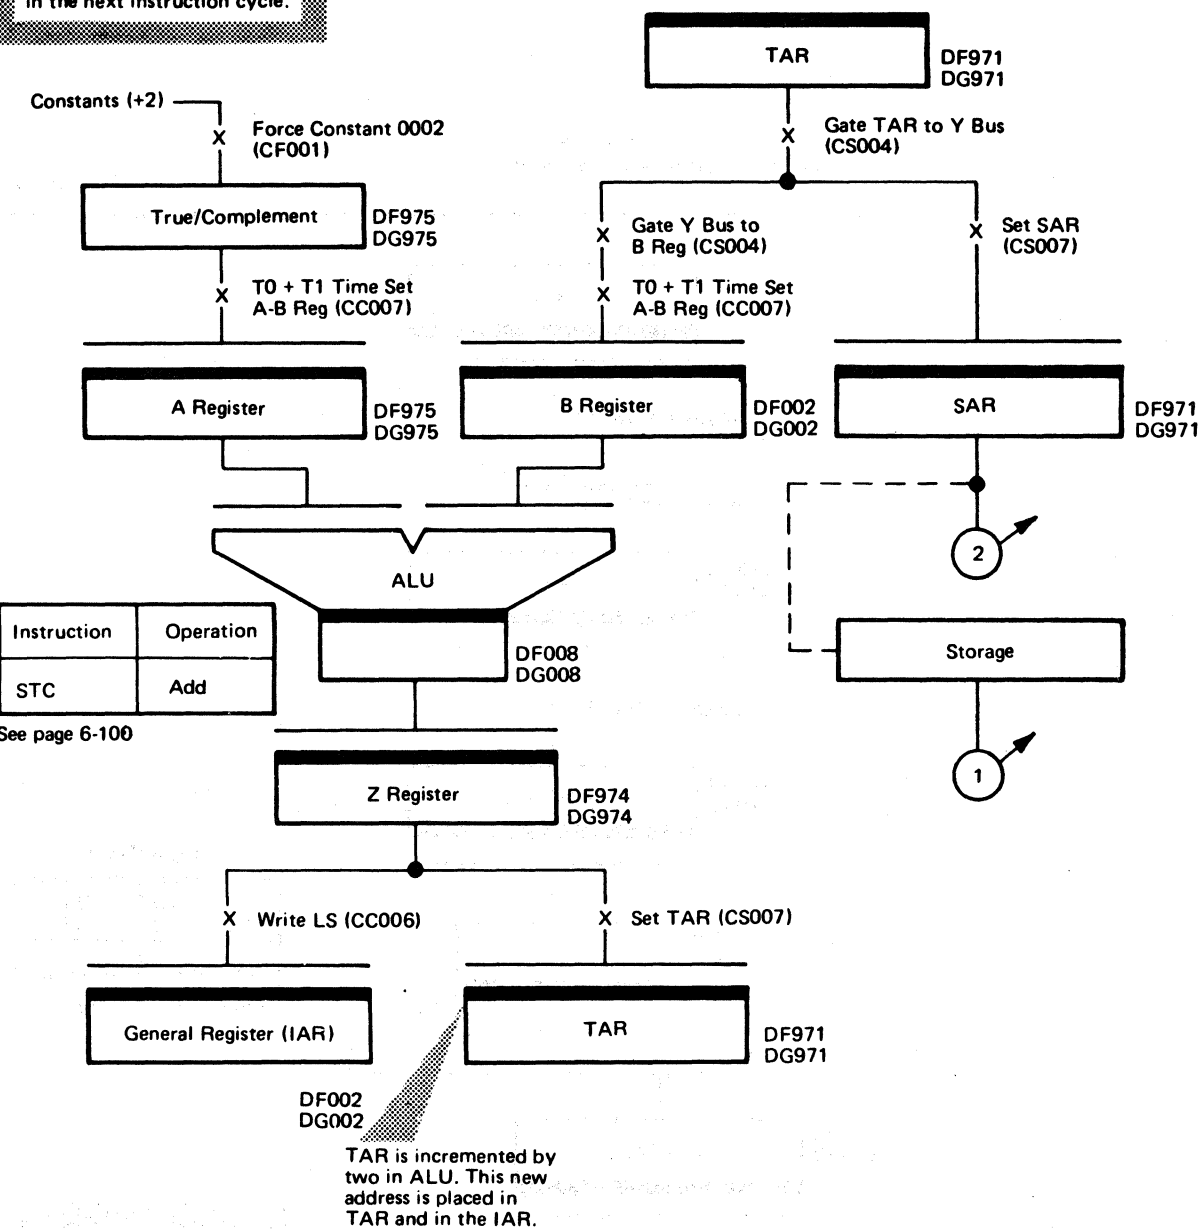 in the next instruction cycle.
TAR
DF971
DG971
Constants (+2)
Force Constant 0002
(CF001)
Gate TAR to Y Bus
(CS004)
True/Complement
DF975
DG975
Gate Y Bus to
B Reg (CS004)
Set SAR
(CS007)
T0 + T1 Time Set
A-B Reg (CC007)
T0 + T1 Time Set
A-B Reg (CC007)
A Register
DF975
DG975
B Register
DF002
DG002
SAR
DF971
DG971
2
ALU
Instruction
Operation
STC
Add
See page 6-100
DF008
DG008
Storage
1
Z Register
DF974
DG974
Write LS (CC006)
Set TAR (CS007)
General Register (IAR)
DF002
DG002
TAR
DF971
DG971
TAR is incremented by
two in ALU. This new
address is placed in
TAR and in the IAR.